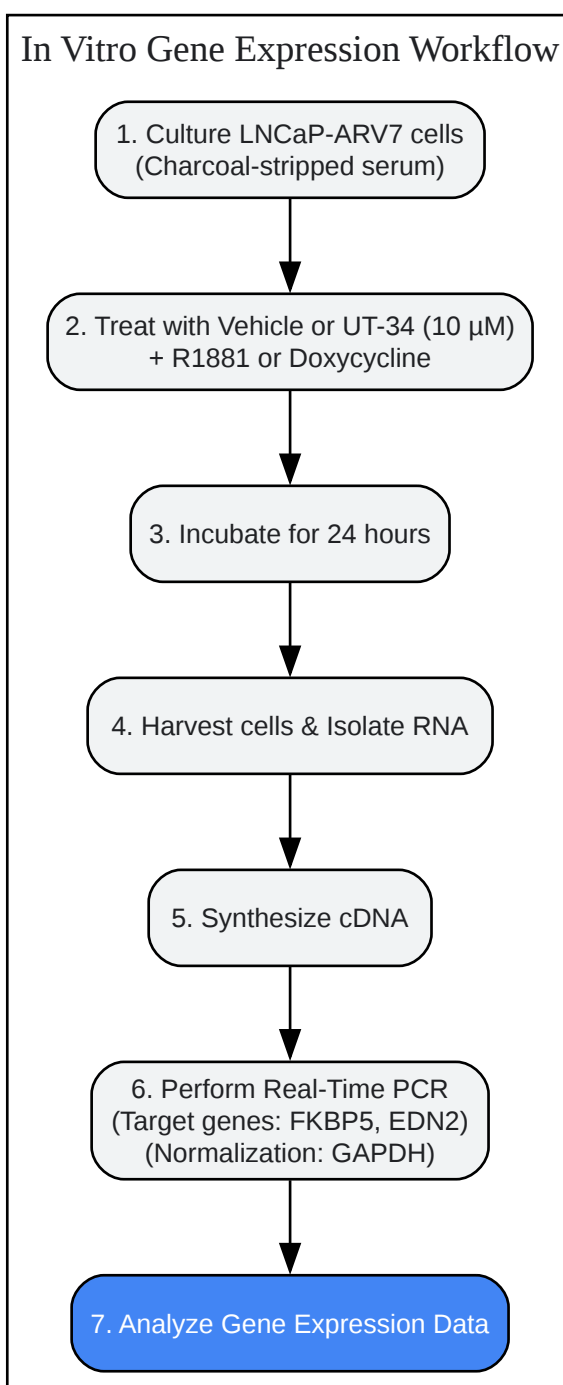 In Vitro Gene Expression Workflow
1. Culture LNCaP-ARV7 cells
(Charcoal-stripped serum)
2. Treat with Vehicle or UT-34 (10 µM)
+ R1881 or Doxycycline
3. Incubate for 24 hours
4. Harvest cells & Isolate RNA
5. Synthesize cDNA
6. Perform Real-Time PCR
(Target genes: FKBP5, EDN2)
(Normalization: GAPDH)
7. Analyze Gene Expression Data